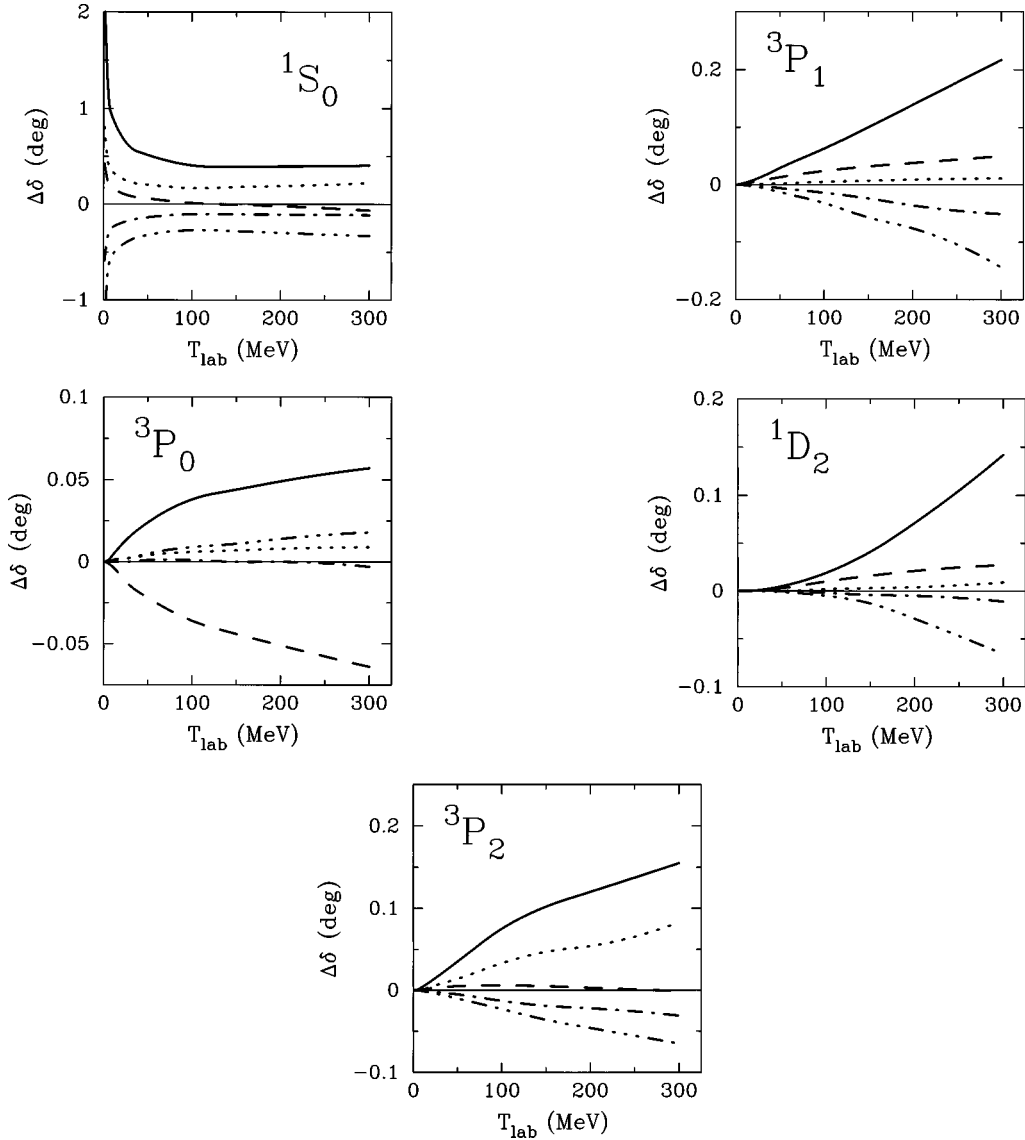 2
1
0
−1
Δδ (deg)
¹S₀
0
100
200
300
T_lab (MeV)
0.2
0
−0.2
Δδ (deg)
³P₁
0
100
200
300
T_lab (MeV)
0.1
0.05
0
−0.05
Δδ (deg)
³P₀
0
100
200
300
T_lab (MeV)
0.2
0.1
0
−0.1
Δδ (deg)
¹D₂
0
100
200
300
T_lab (MeV)
0.2
0.1
0
−0.1
Δδ (deg)
³P₂
0
100
200
300
T_lab (MeV)